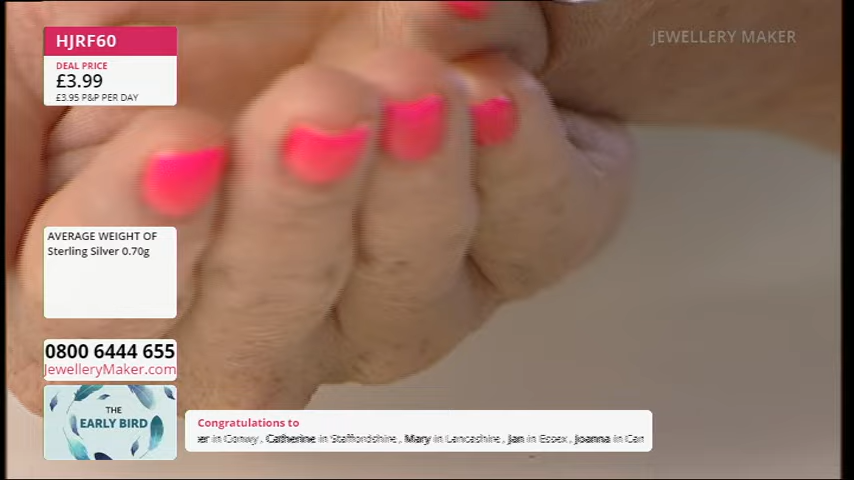 HJRF60
DEAL PRICE
£3.99
£3.95 P&P PER DAY
JEWELLERY MAKER
AVERAGE WEIGHT OF
Sterling Silver 0.70g
0800 6444 655
JewelleryMaker.com
THE
EARLY BIRD
Congratulations to
er in Conwy, Catherine in Staffordshire, Mary in Lancashire, Jan in Essex, Joanna in Cam